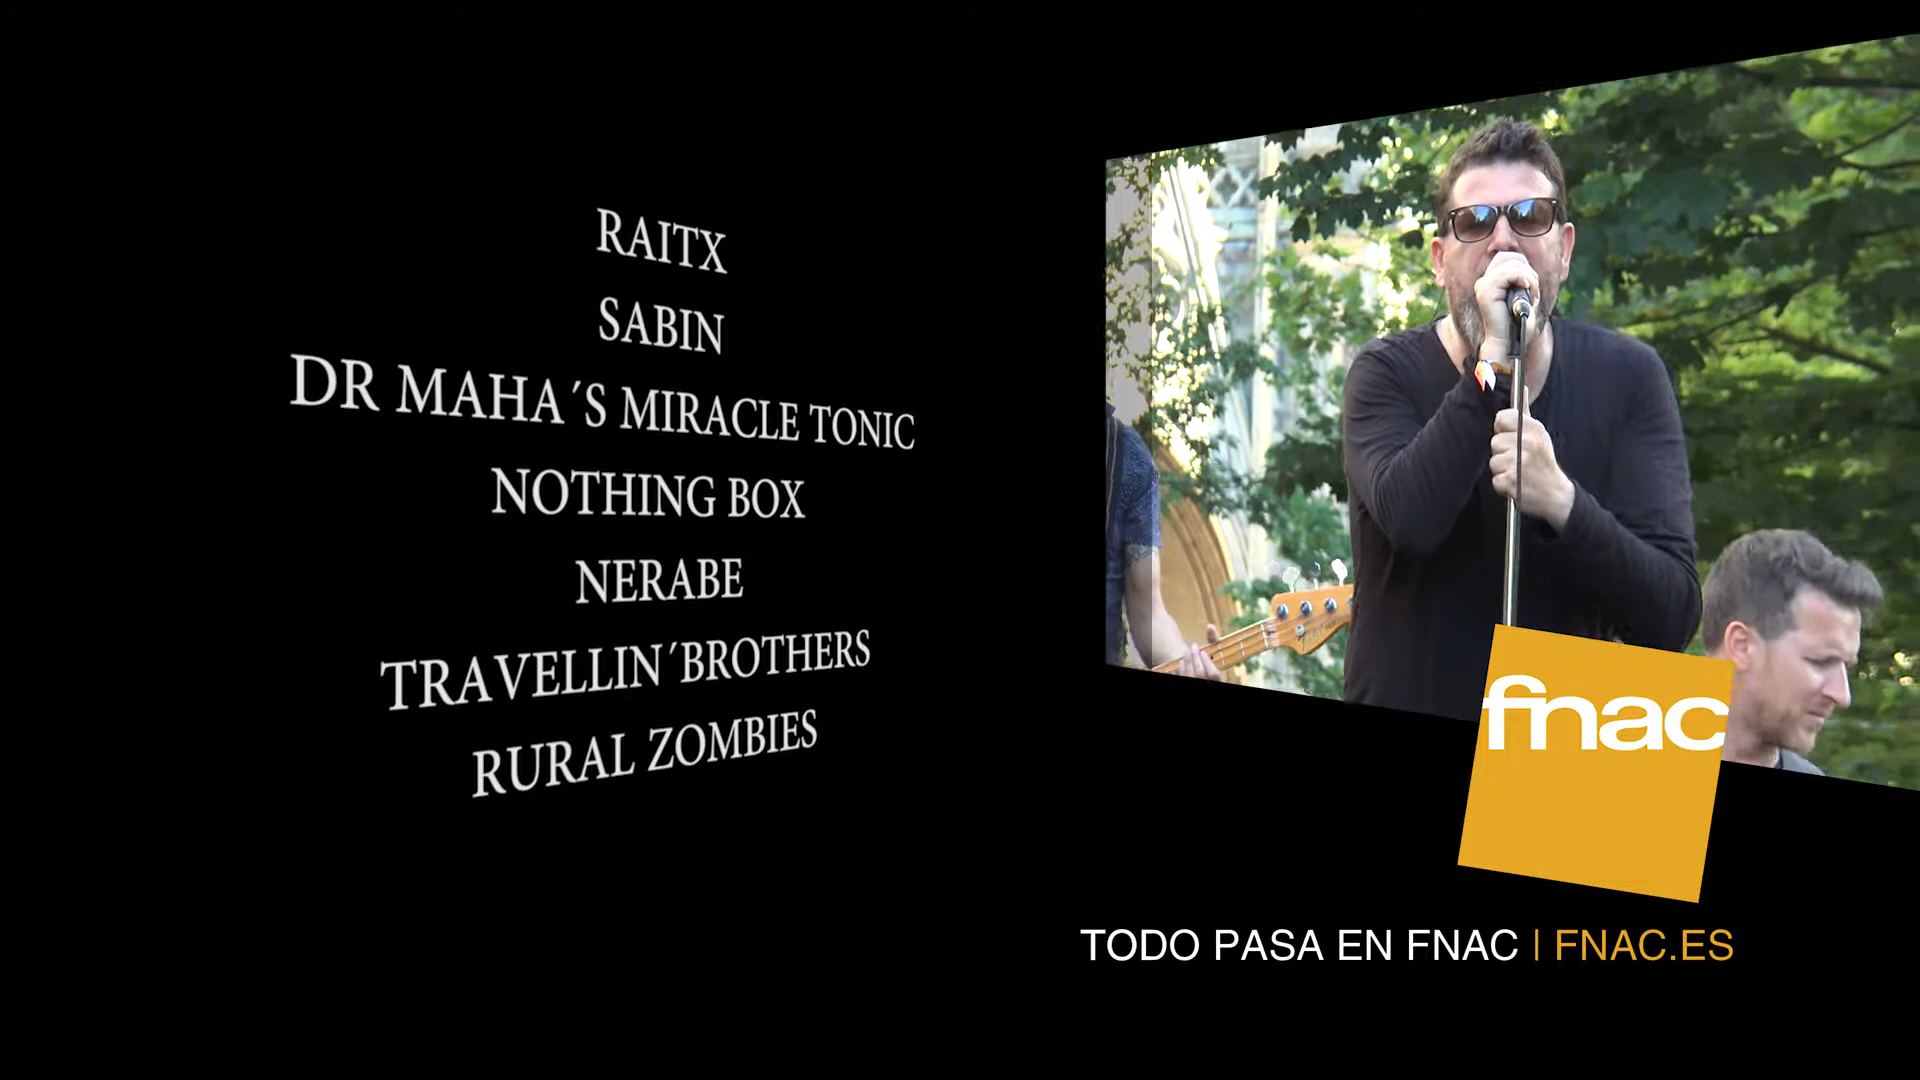 RAITX
SABIN
DR MAHA´S MIRACLE TONIC
NOTHING BOX
NERABE
TRAVELLIN´BROTHERS
RURAL ZOMBIES
fnac
TODO PASA EN FNAC | FNAC.ES